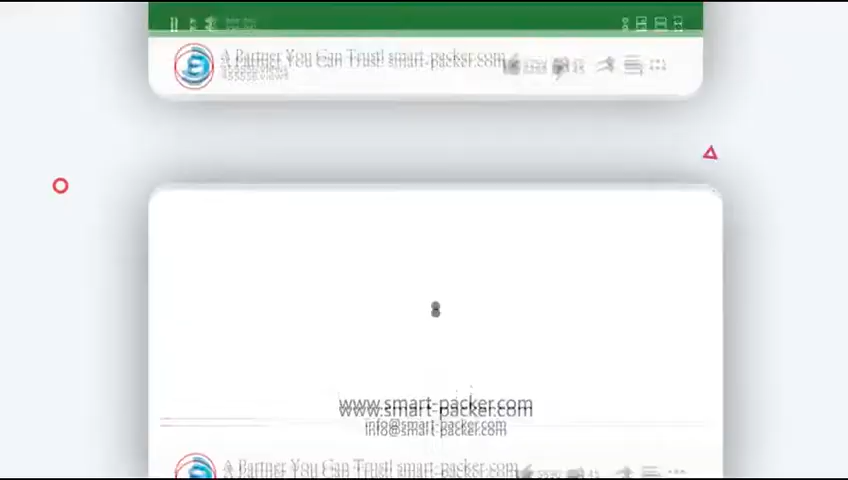 A Partner You Can Trust! smart-packer.com
www.smart-packer.com
info@smart-packer.com
A Partner You Can Trust! smart-packer.com